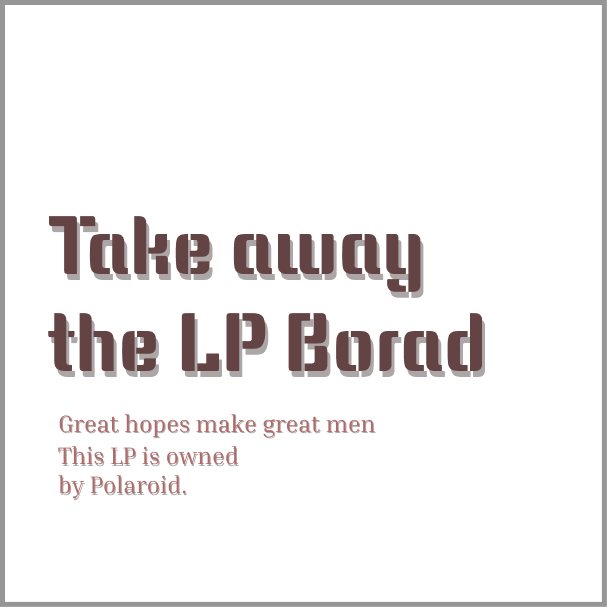 Take away
the LP Borad
Great hopes make great men
This LP is owned
by Polaroid.